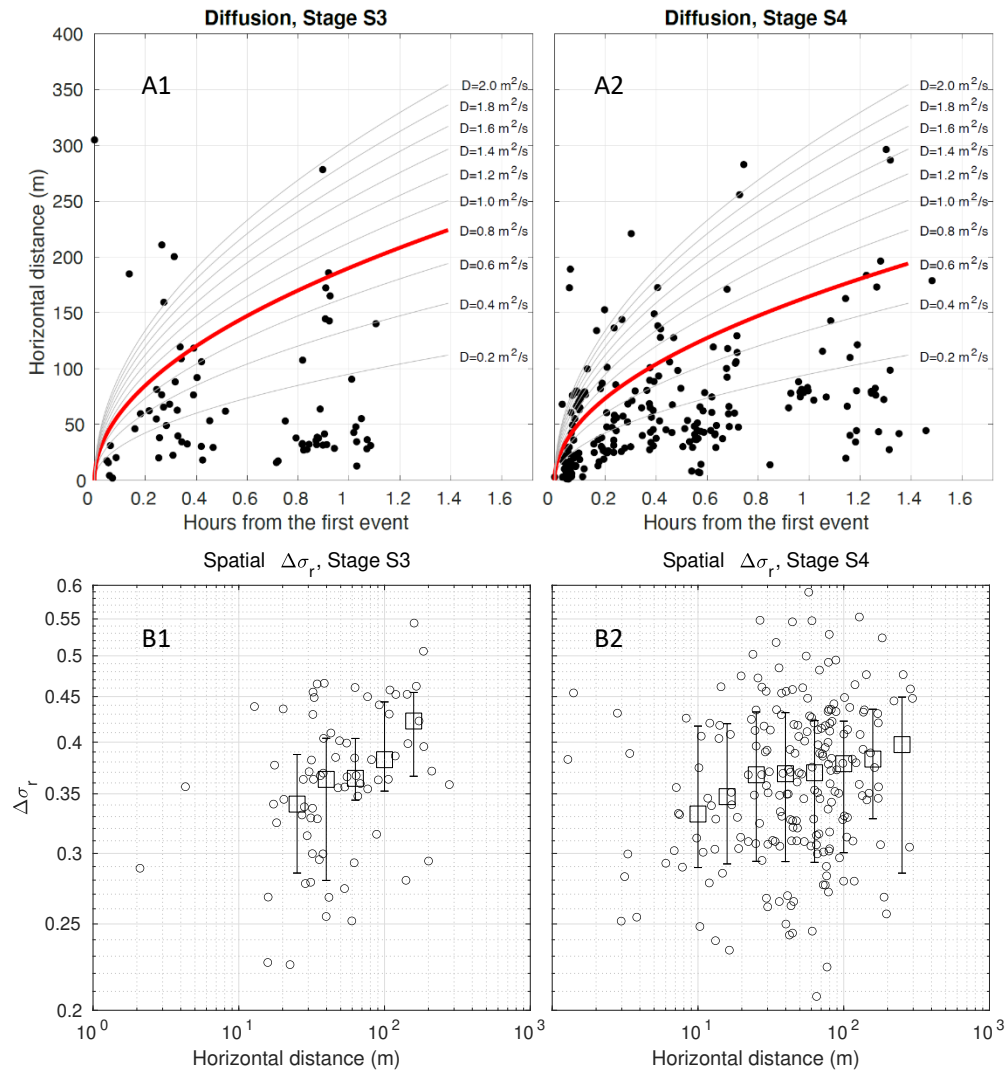 Diffusion, Stage S3
Diffusion, Stage S4
A1
400
350
300
250
200
150
100
50
0
Horizontal distance (m)
D=2.0 m²/s
D=1.8 m²/s
D=1.6 m²/s
D=1.4 m²/s
D=1.2 m²/s
D=1.0 m²/s
D=0.8 m²/s
D=0.6 m²/s
D=0.4 m²/s
D=0.2 m²/s
0 0.2 0.4 0.6 0.8 1 1.2 1.4 1.6
Hours from the first event
A2
D=2.0 m²/s
D=1.8 m²/s
D=1.6 m²/s
D=1.4 m²/s
D=1.2 m²/s
D=1.0 m²/s
D=0.8 m²/s
D=0.6 m²/s
D=0.4 m²/s
D=0.2 m²/s
0 0.2 0.4 0.6 0.8 1 1.2 1.4 1.6
Hours from the first event
Spatial Δσ_r, Stage S3
Spatial Δσ_r, Stage S4
B1
0.6
0.55
0.5
0.45
0.4
0.35
0.3
0.25
0.2
Δσ_r
10⁰ 10¹ 10² 10³
Horizontal distance (m)
B2
10¹ 10² 10³
Horizontal distance (m)